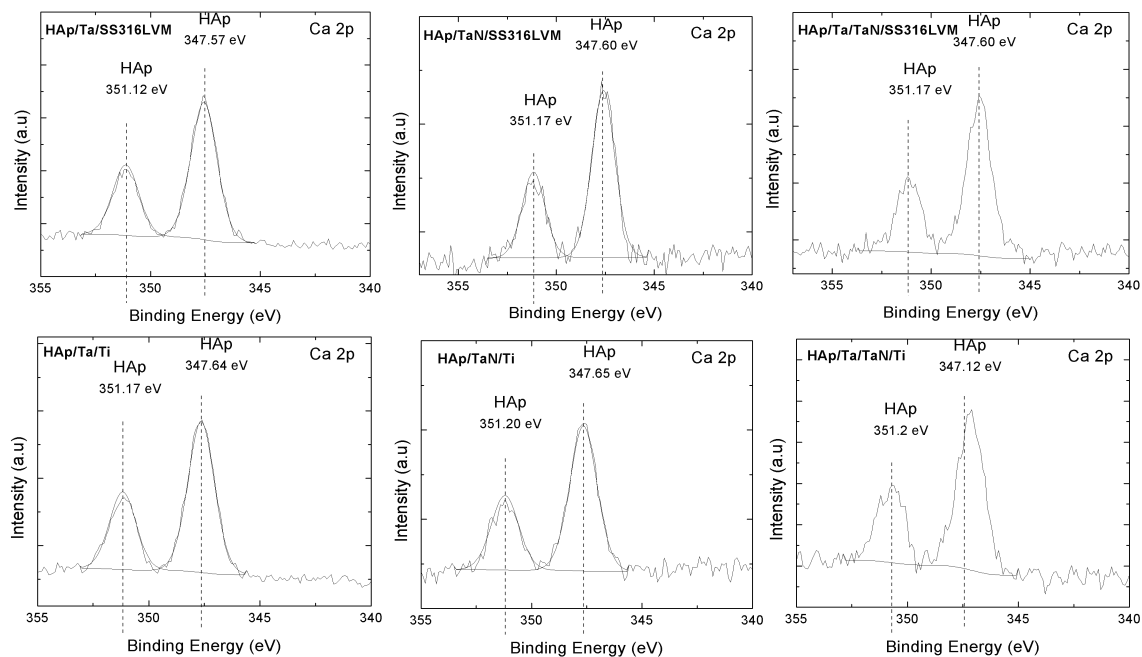 HAp/Ta/SS316LVM
HAp
347.57 eV
Ca 2p
HAp
351.12 eV
Intensity (a.u)
355
350
345
340
Binding Energy (eV)
HAp/TaN/SS316LVM
HAp
347.60 eV
Ca 2p
HAp
351.17 eV
Intensity (a.u)
355
350
345
340
Binding Energy (eV)
HAp/Ta/TaN/SS316LVM
HAp
347.60 eV
Ca 2p
HAp
351.17 eV
Intensity (a.u)
355
350
345
340
Binding Energy (eV)
HAp/Ta/Ti
HAp
347.64 eV
Ca 2p
HAp
351.17 eV
Intensity (a.u)
355
350
345
340
Binding Energy (eV)
HAp/TaN/Ti
HAp
347.65 eV
Ca 2p
HAp
351.20 eV
Intensity (a.u)
355
350
345
340
Binding Energy (eV)
HAp/Ta/TaN/Ti
HAp
347.12 eV
Ca 2p
HAp
351.2 eV
Intensity (a.u)
355
350
345
340
Binding Energy (eV)